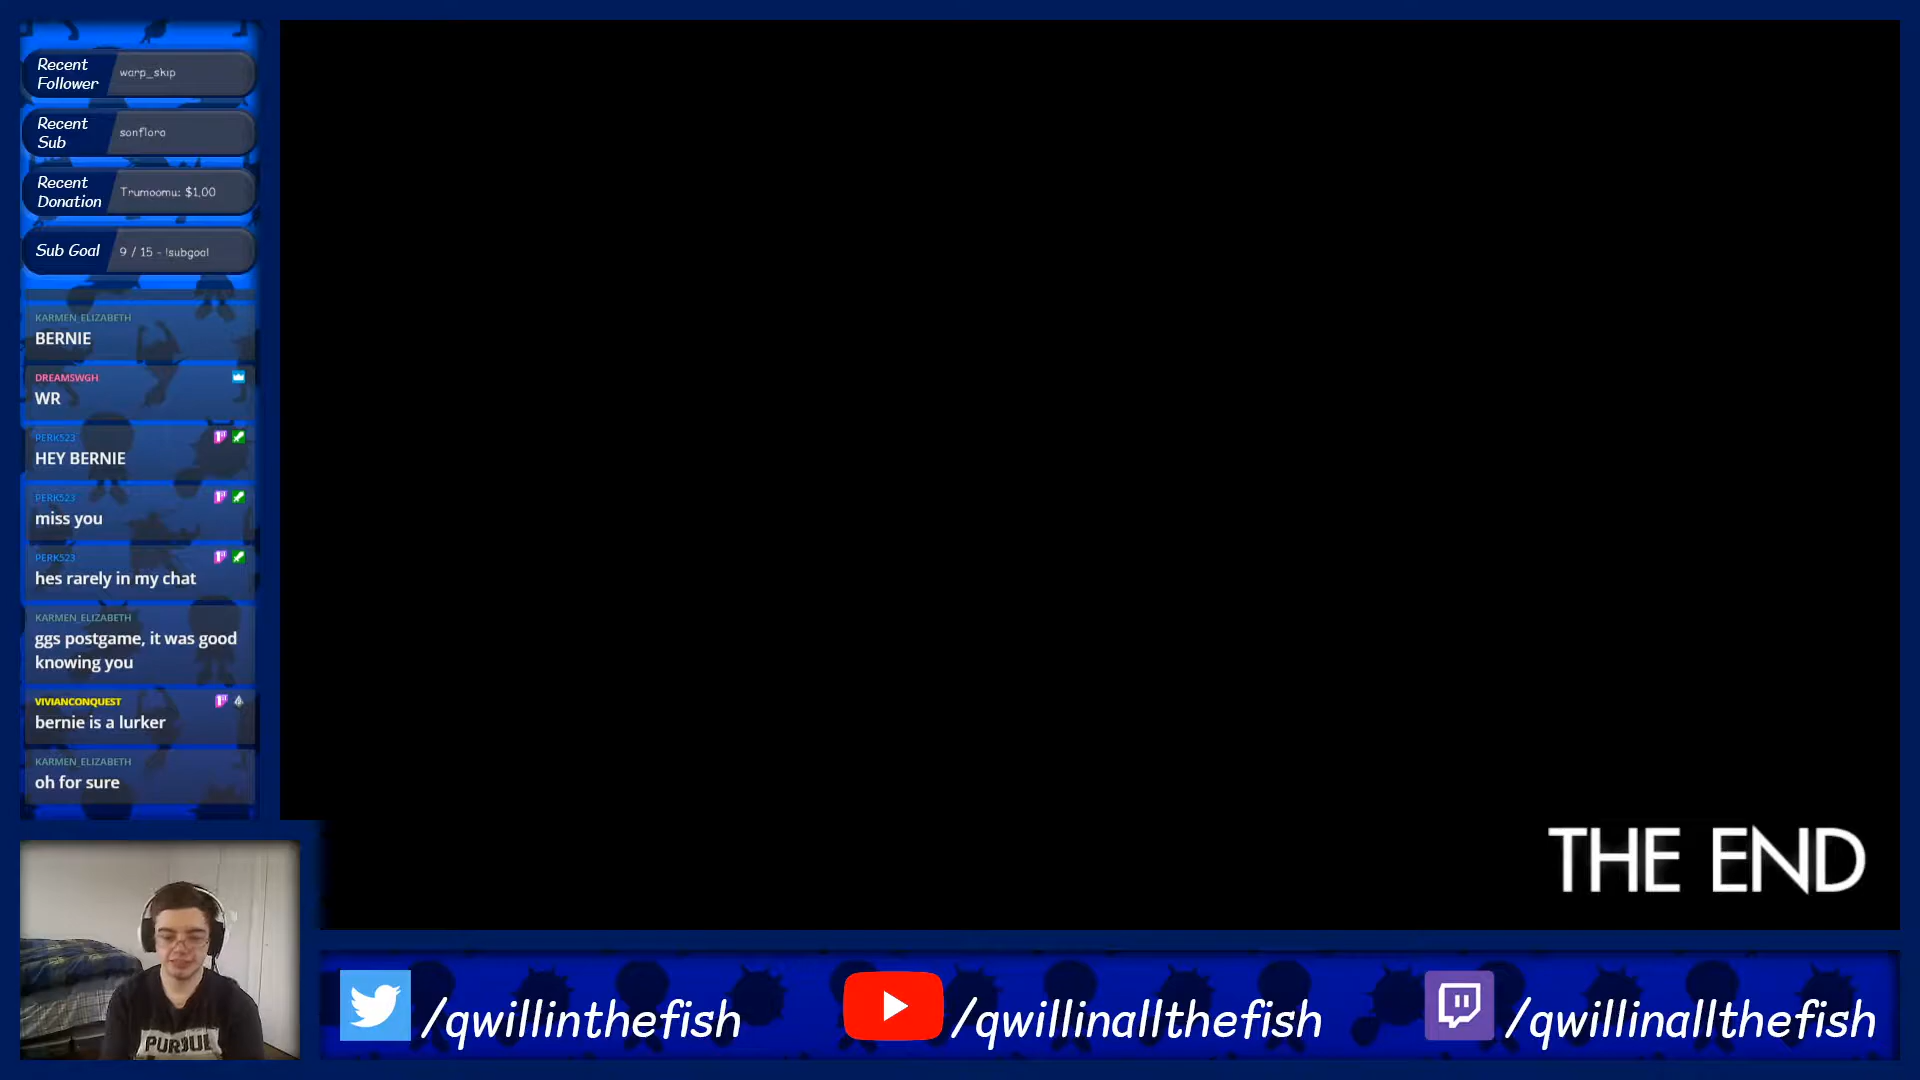 Recent
Follower
warp_skip
Recent
Sub
sonfloro
Recent
Donation
Trumoomu: $1.00
Sub Goal
9 / 15 - !subgoal
KARMEN_ELIZABETH
BERNIE
DREAMSWGH
WR
PERK523
HEY BERNIE
PERK523
miss you
PERK523
hes rarely in my chat
KARMEN_ELIZABETH
ggs postgame, it was good
knowing you
VIVIANCONQUEST
bernie is a lurker
KARMEN_ELIZABETH
oh for sure
THE END
PURDUE
/qwillinthefish
/qwillinallthefish
/qwillinallthefish